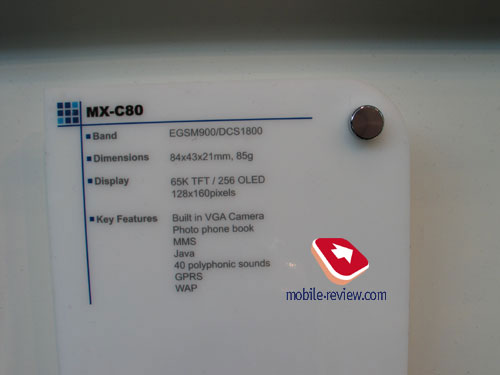 MX-C80
Band EGSM900/DCS1800
Dimensions 84x43x21mm, 85g
Display 65K TFT / 256 OLED
128x160pixels
Key Features Built in VGA Camera
Photo phone book
MMS
Java
40 polyphonic sounds
GPRS
WAP
mobile-review.com